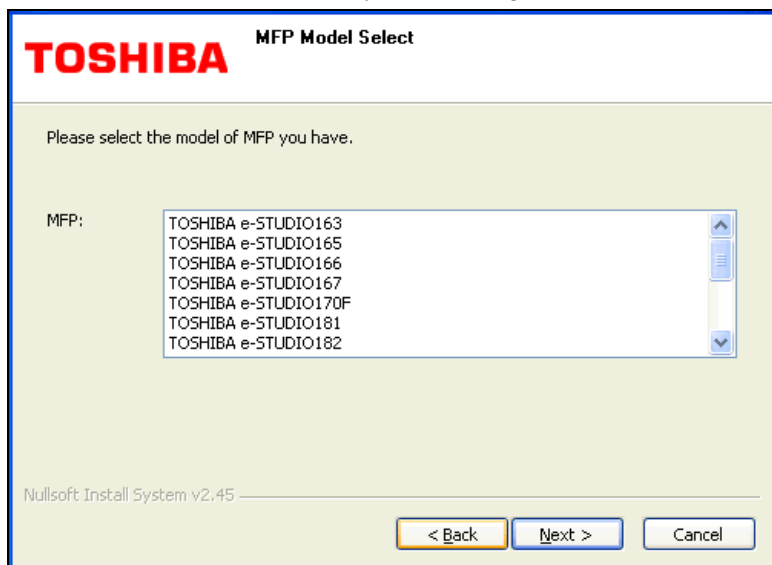 MFP Model Select
TOSHIBA
Please select the model of MFP you have.
MFP:
TOSHIBA e-STUDIO163
TOSHIBA e-STUDIO165
TOSHIBA e-STUDIO166
TOSHIBA e-STUDIO167
TOSHIBA e-STUDIO170F
TOSHIBA e-STUDIO181
TOSHIBA e-STUDIO182
Nullsoft Install System v2.45
< Back Next > Cancel